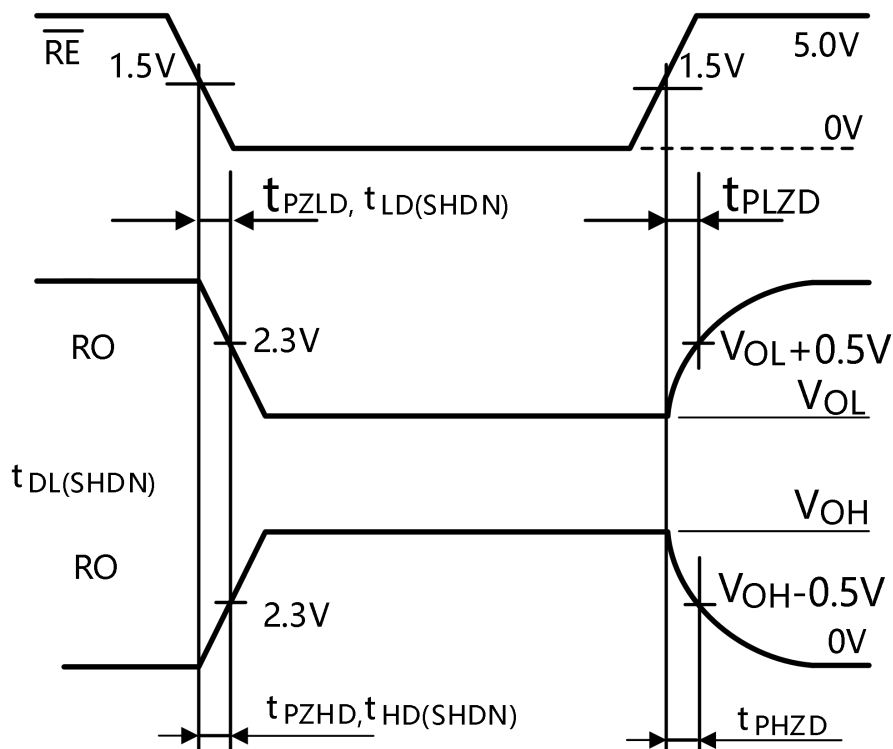 RE
1.5V
1.5V
5.0V
0V
tPZLD, tLD(SHDN)
tPLZD
RO
2.3V
VOL+0.5V
VOL
tDL(SHDN)
VOH
RO
2.3V
VOH-0.5V
0V
tPZHD,tHD(SHDN)
tPHZD